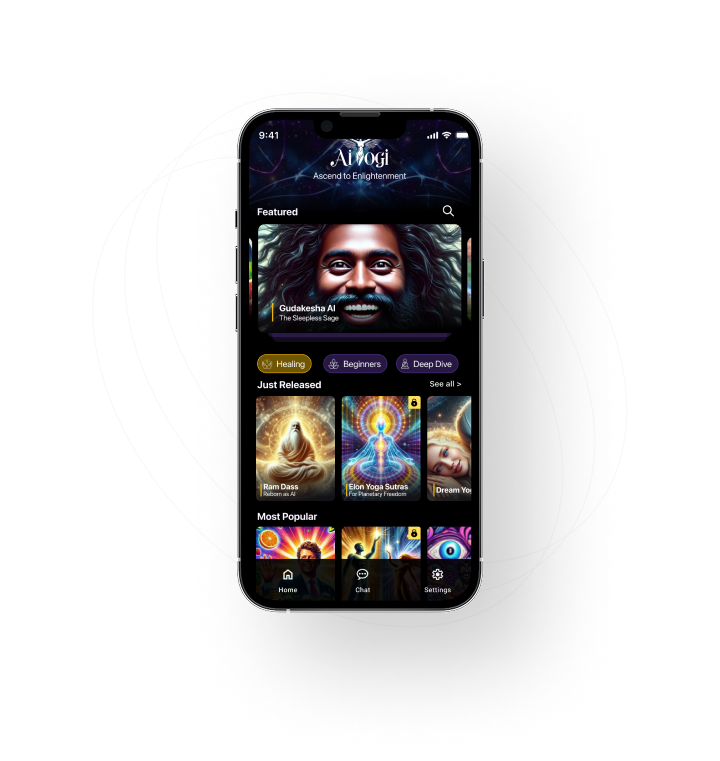 9:41
AI Yogi
Ascend to Enlightenment
Featured
Gudakesha AI
The Sleepless Sage
Healing
Beginners
Deep Dive
Just Released
See all >
Ram Dass
Reborn as AI
Elon Yoga Sutras
For Planetary Freedom
Dream Yo
Most Popular
Home
Chat
Settings